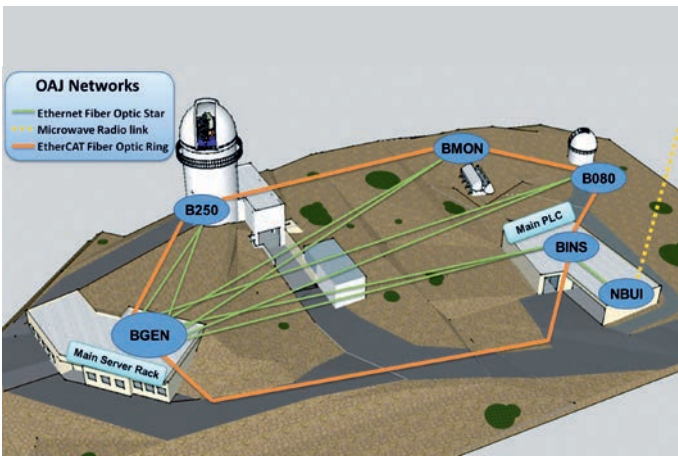 OAJ Networks
Ethernet Fiber Optic Star
Microwave Radio link
EtherCAT Fiber Optic Ring
BMON
B080
B250
Main PLC
BINS
NBUI
BGEN
Main Server Rack